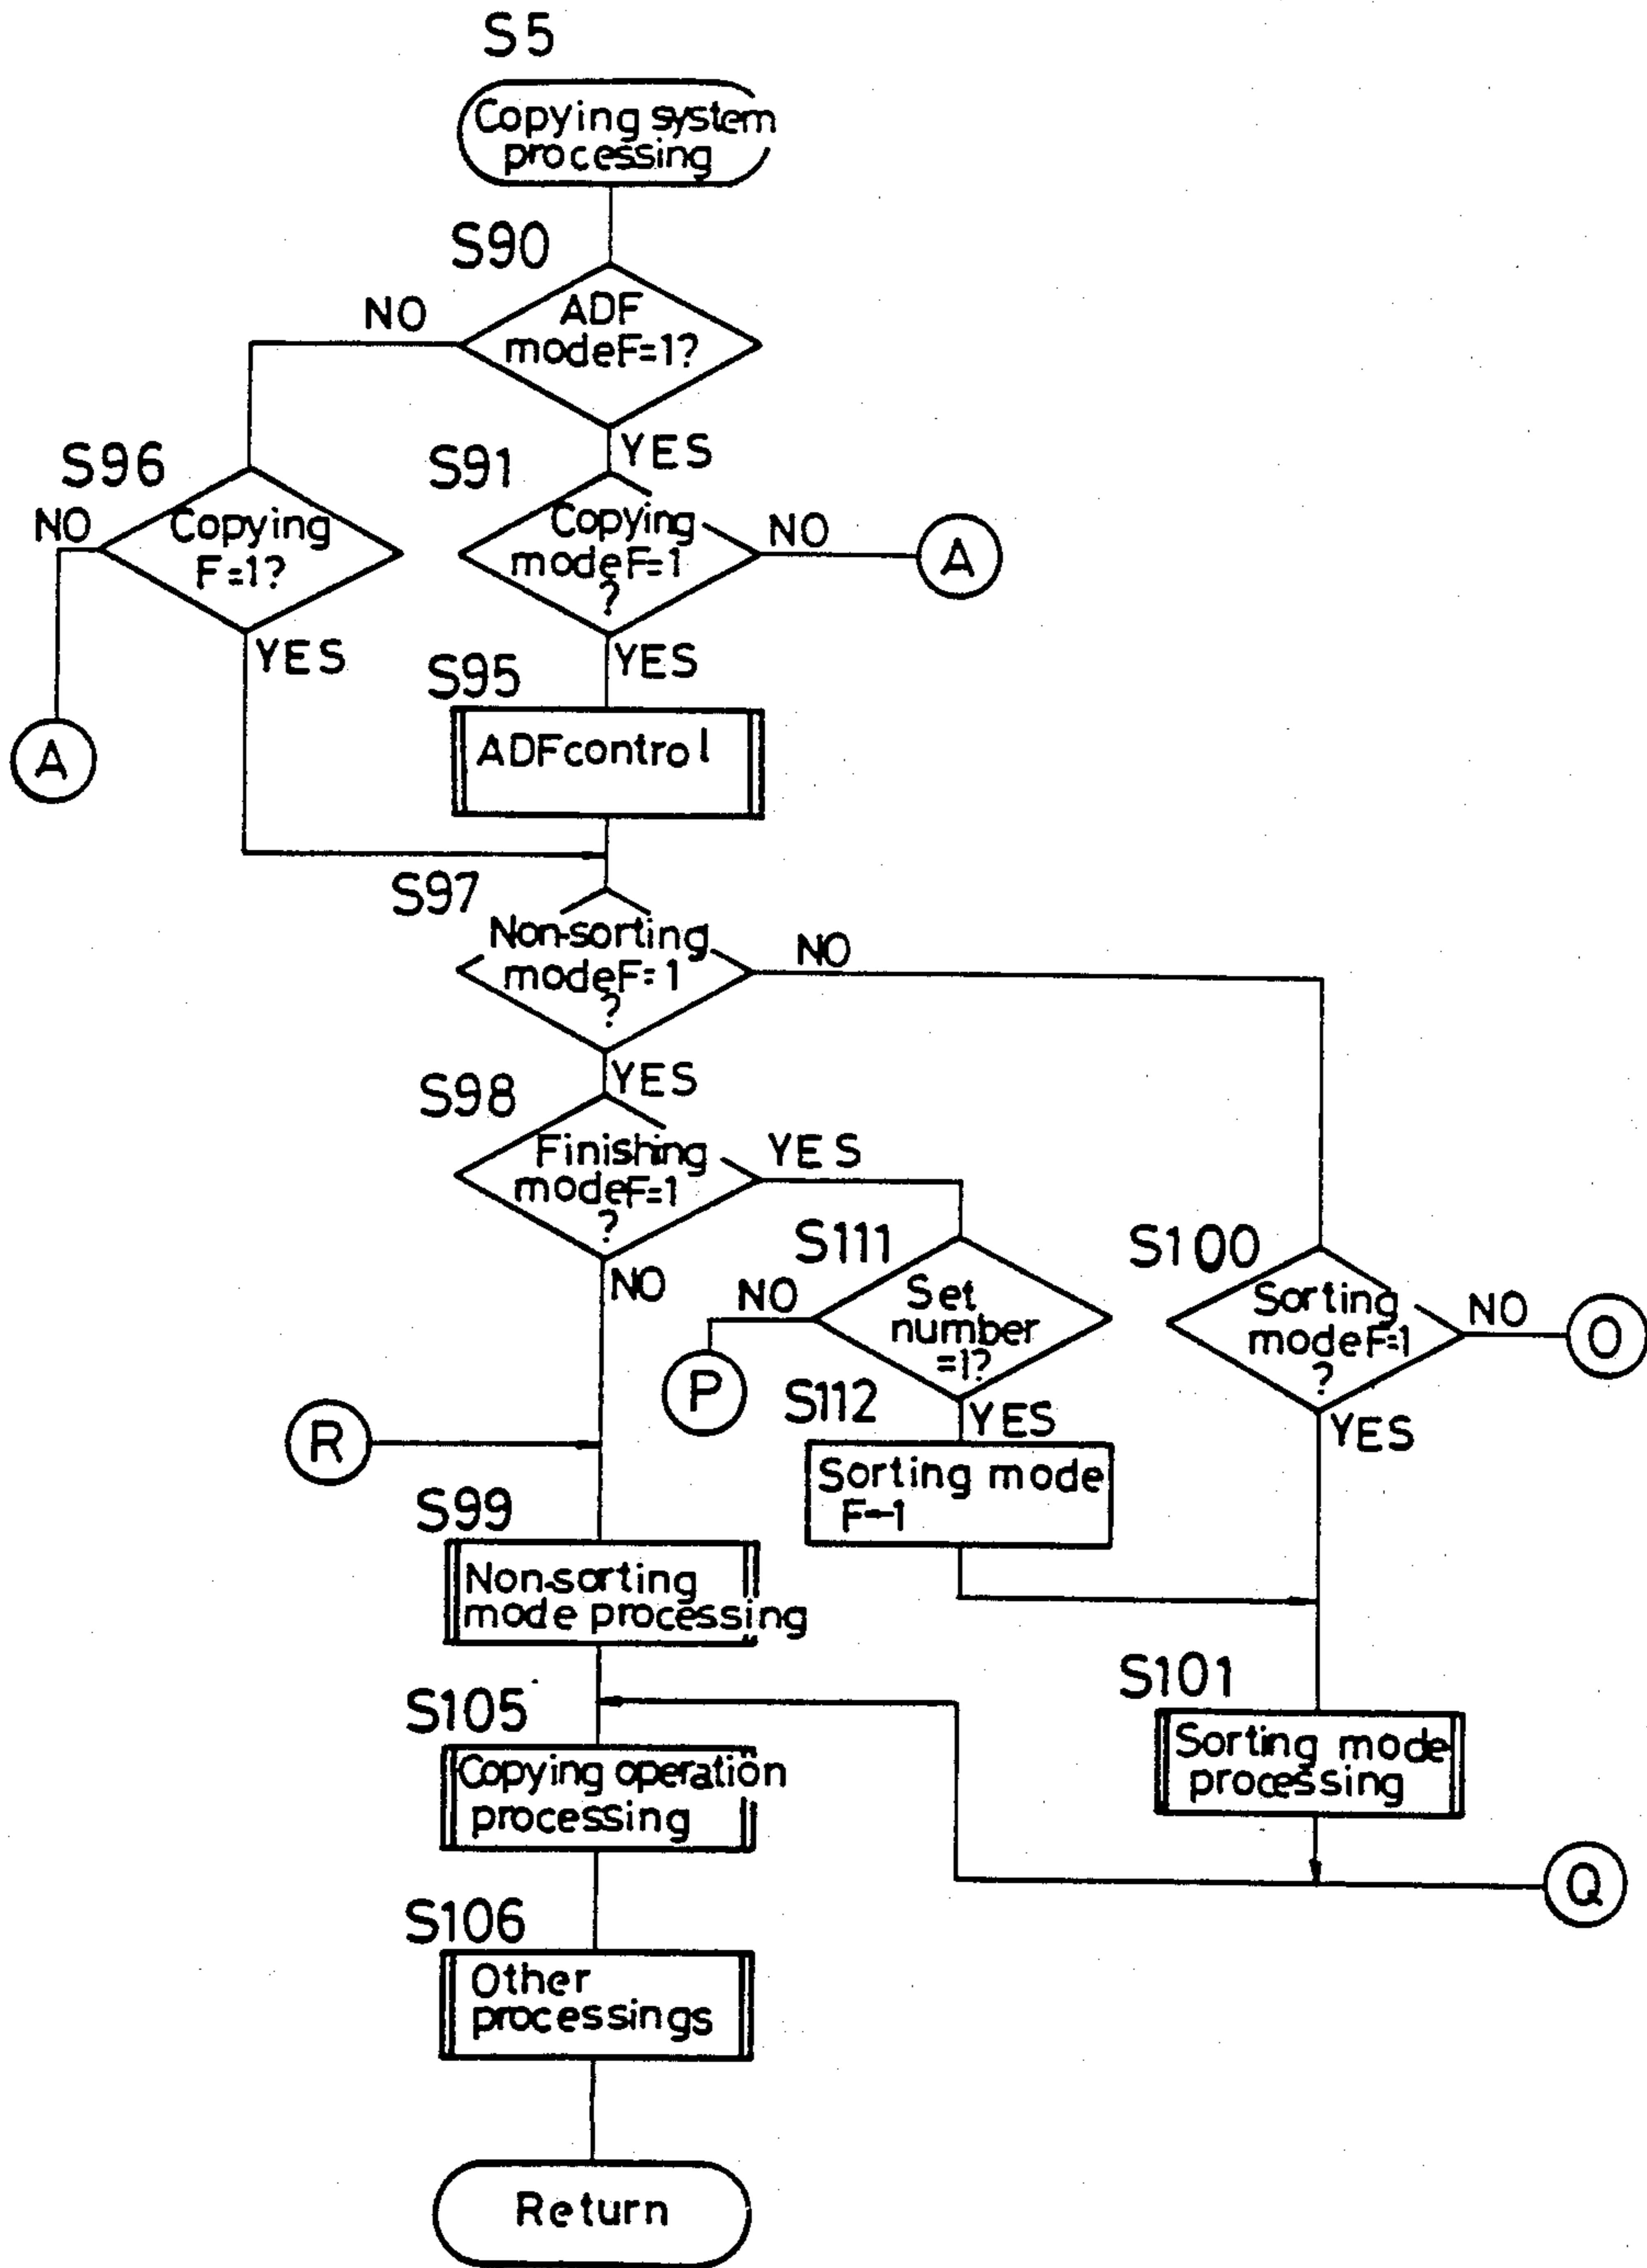 S5
Copying system
processing
S90
ADF
modeF=1?
NO
YES
S96
Copying
F=1?
NO
YES
A
S91
Copying
modeF=1
?
NO
A
YES
S95
ADFcontrol
S97
Non-sorting
modeF=1
?
NO
YES
S98
Finishing
modeF=1
?
YES
NO
S111
Set
number
=1?
NO
P
YES
S112
Sorting mode
F←1
S100
Sorting
modeF=1
?
NO
O
YES
R
S99
Non-sorting
mode processing
S101
Sorting mode
processing
S105
Copying operation
processing
Q
S106
Other
processings
Return